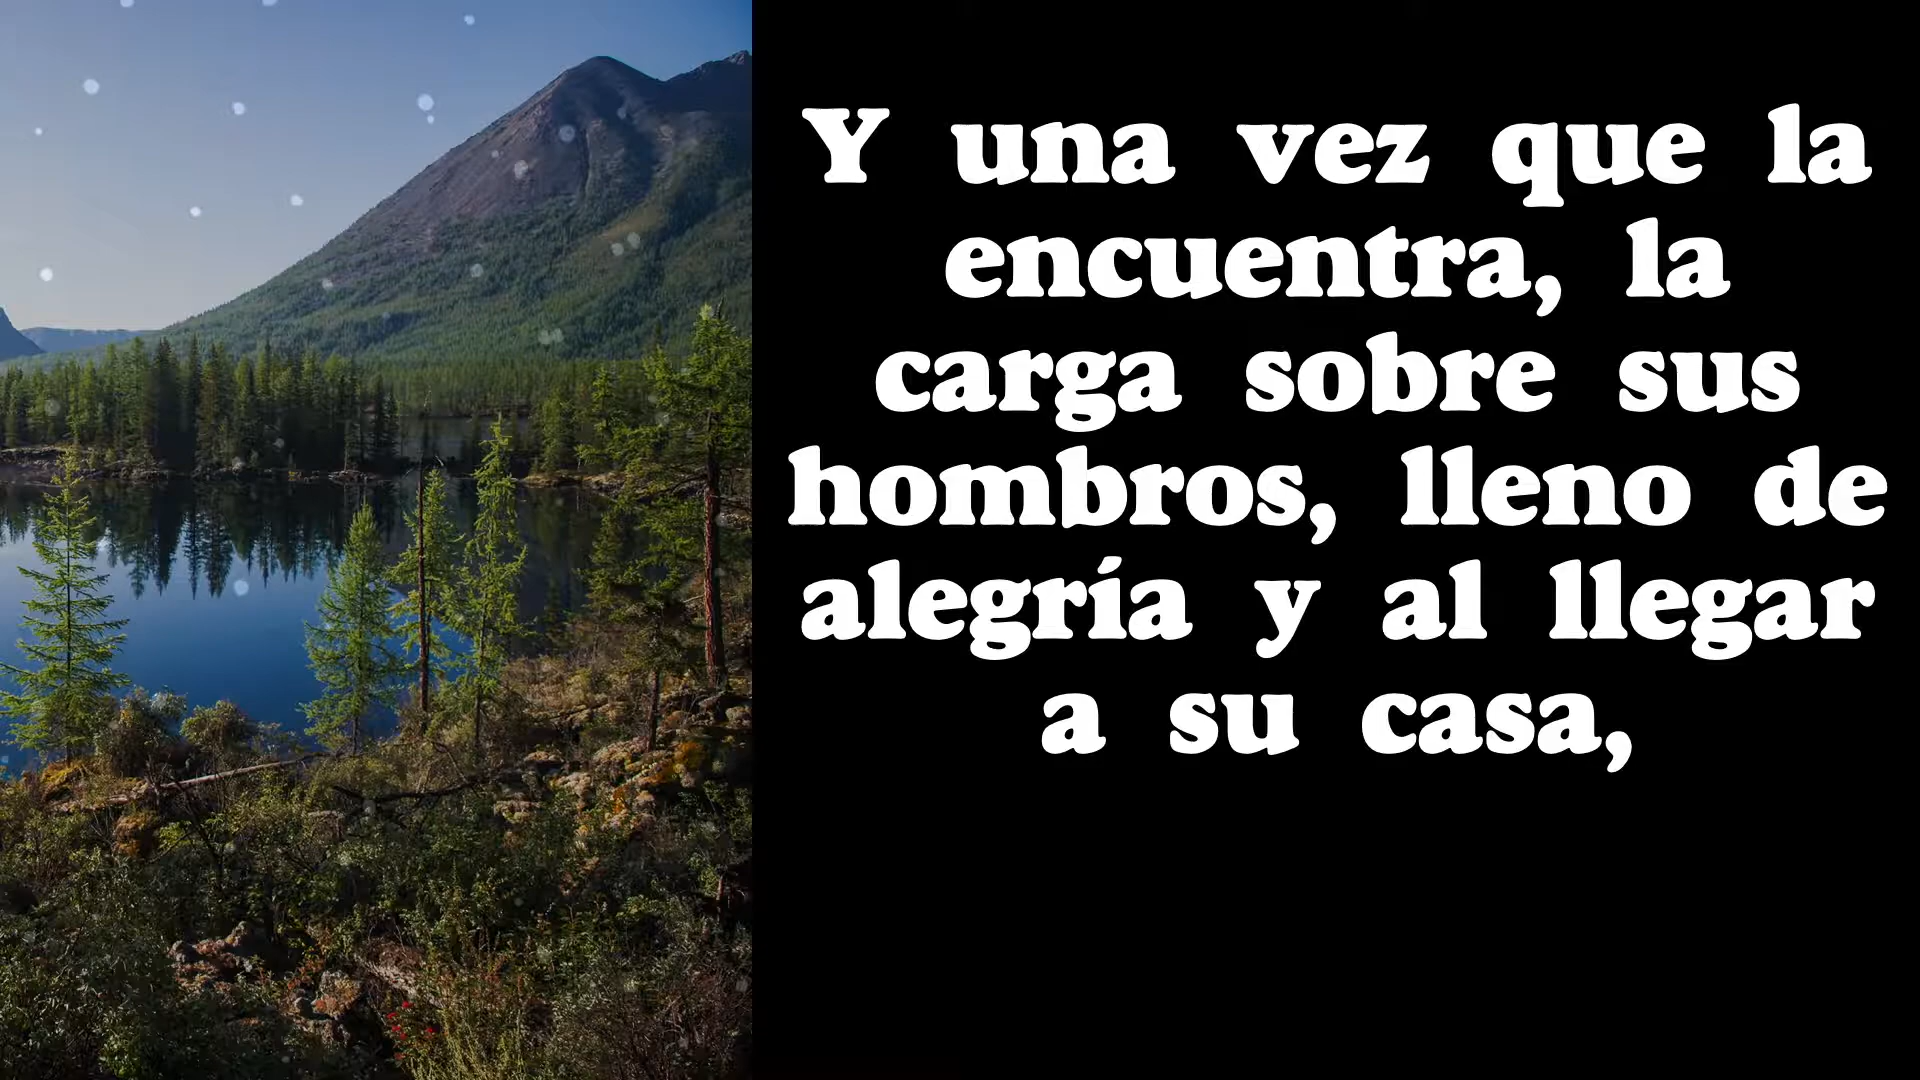 Y una vez que la
encuentra, la
carga sobre sus
hombros, lleno de
alegría y al llegar
a su casa,